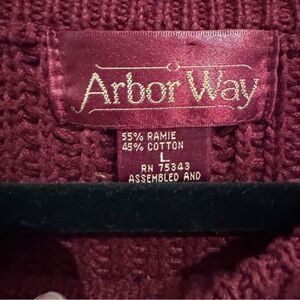 Arbor Way
55% RAMIE
45% COTTON
L
RN 75343
ASSEMBLED AND